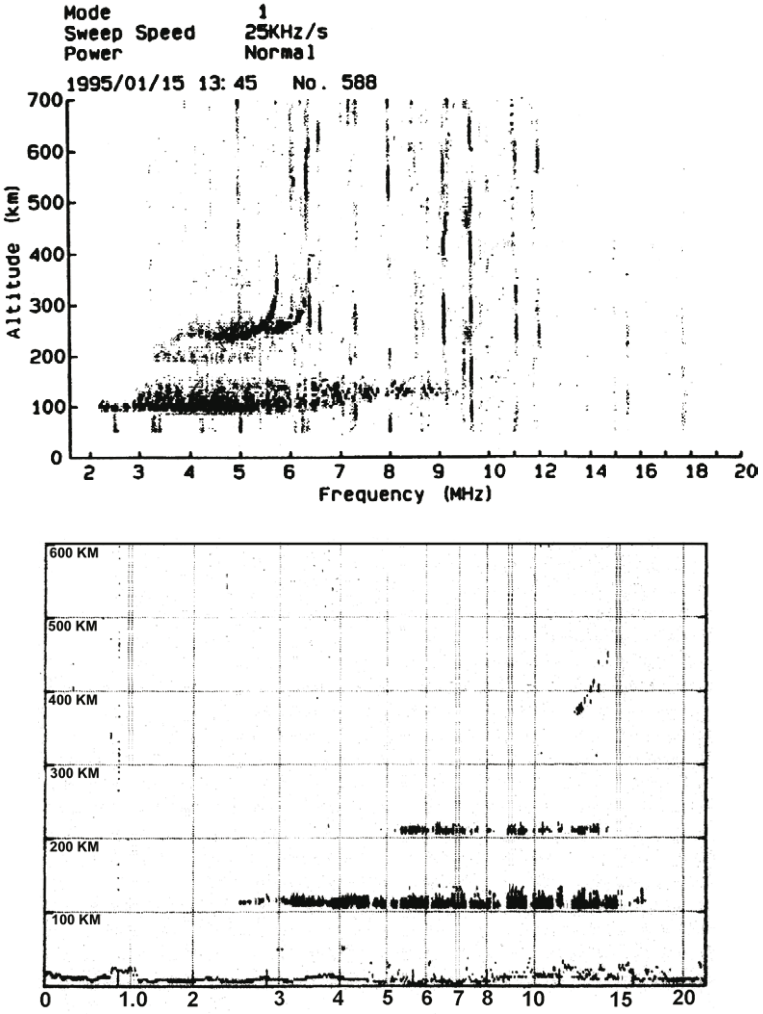 Mode 1
Sweep Speed 25KHz/s
Power Normal
1995/01/15 13:45 No. 588
700
600
500
400
300
200
100
0
Altitude (km)
2 3 4 5 6 7 8 9 10 11 12 14 16 18 20
Frequency (MHz)
600 KM
500 KM
400 KM
300 KM
200 KM
100 KM
0 1.0 2 3 4 5 6 7 8 10 15 20